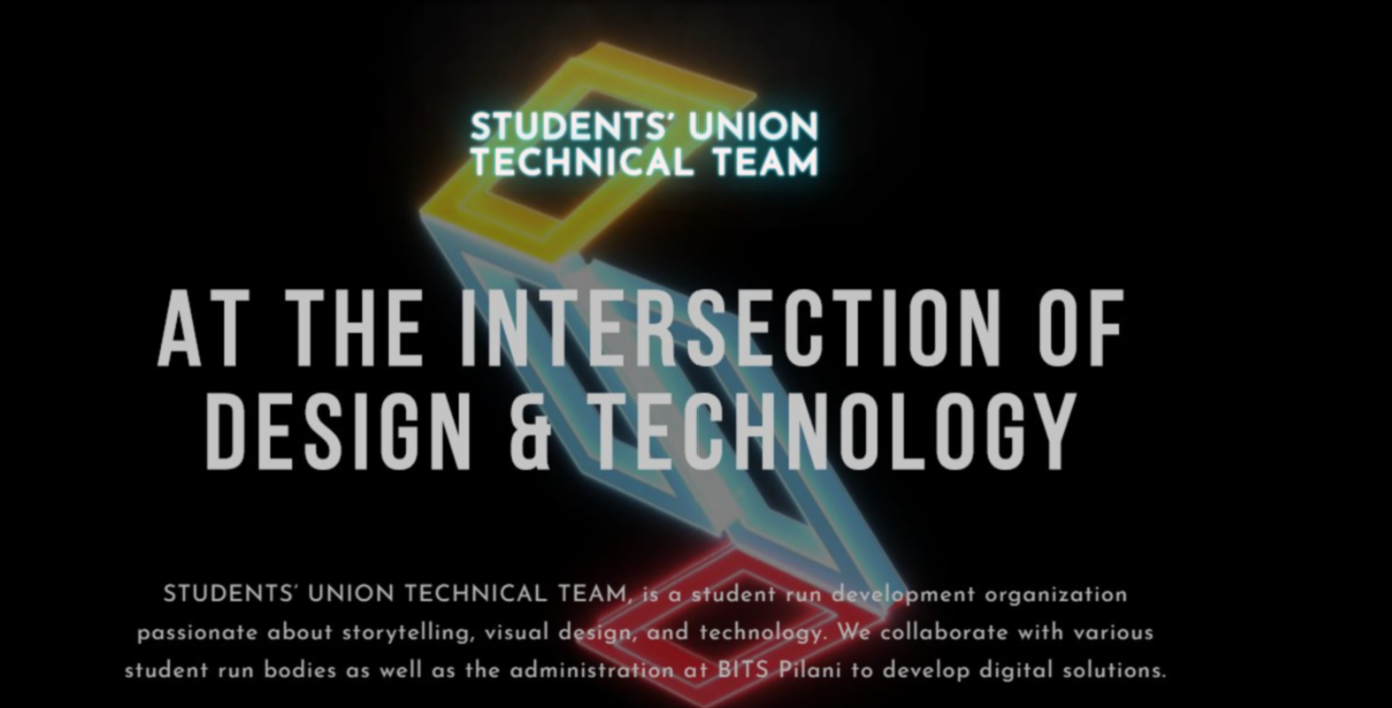 STUDENTS’ UNION
TECHNICAL TEAM
AT THE INTERSECTION OF
DESIGN & TECHNOLOGY
STUDENTS’ UNION TECHNICAL TEAM, is a student run development organization
passionate about storytelling, visual design, and technology. We collaborate with various
student run bodies as well as the administration at BITS Pilani to develop digital solutions.